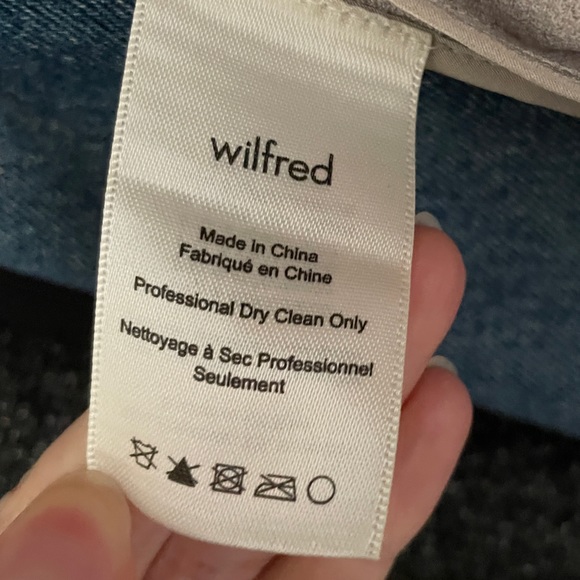 wilfred
Made in China
Fabriqué en Chine
Professional Dry Clean Only
Nettoyage à Sec Professionnel
Seulement